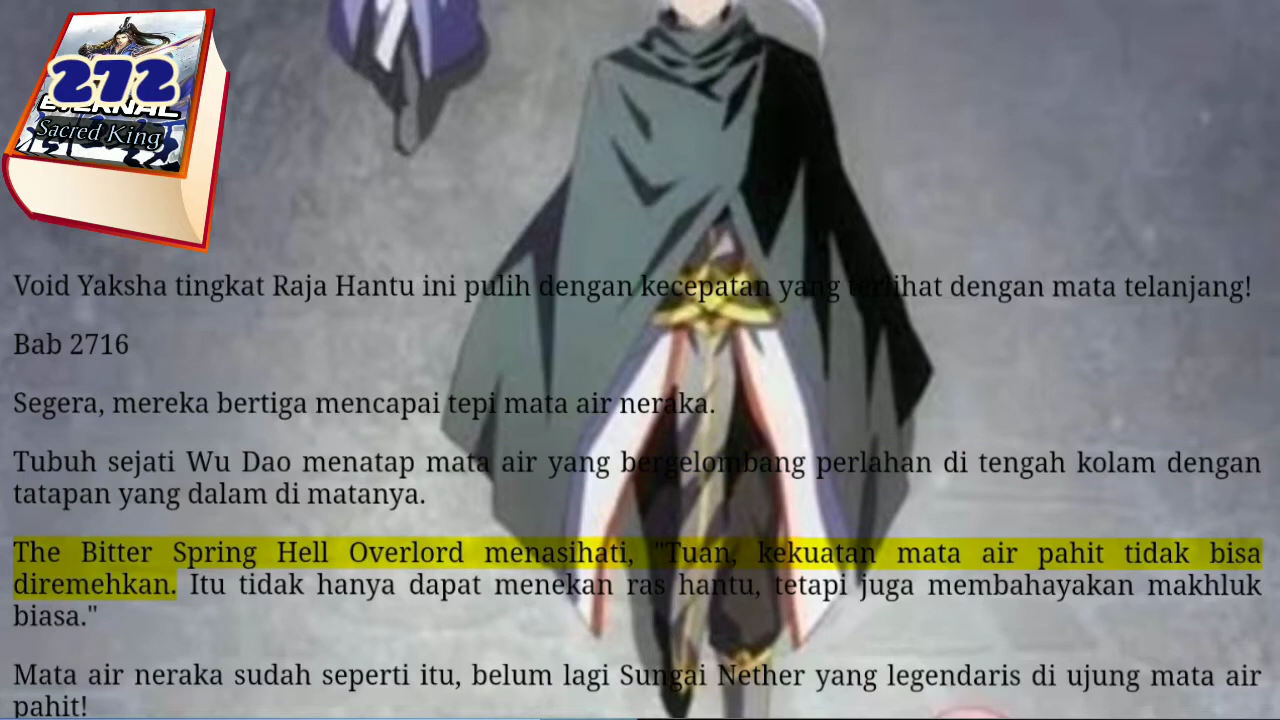 272
ETERNAL
Sacred King
Void Yaksha tingkat Raja Hantu ini pulih dengan kecepatan yang terlihat dengan mata telanjang!
Bab 2716
Segera, mereka bertiga mencapai tepi mata air neraka.
Tubuh sejati Wu Dao menatap mata air yang bergelombang perlahan di tengah kolam dengan
tatapan yang dalam di matanya.
The Bitter Spring Hell Overlord menasihati, "Tuan, kekuatan mata air pahit tidak bisa
diremehkan. Itu tidak hanya dapat menekan ras hantu, tetapi juga membahayakan makhluk
biasa."
Mata air neraka sudah seperti itu, belum lagi Sungai Nether yang legendaris di ujung mata air
pahit!